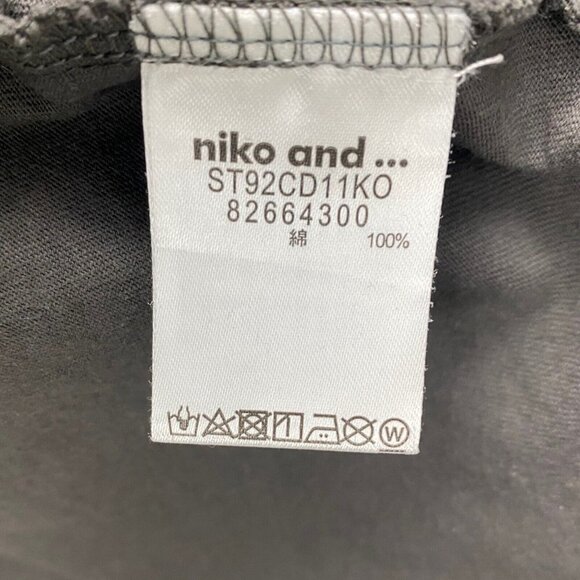 niko and ...
ST92CD11KO
82664300
綿 100%
W